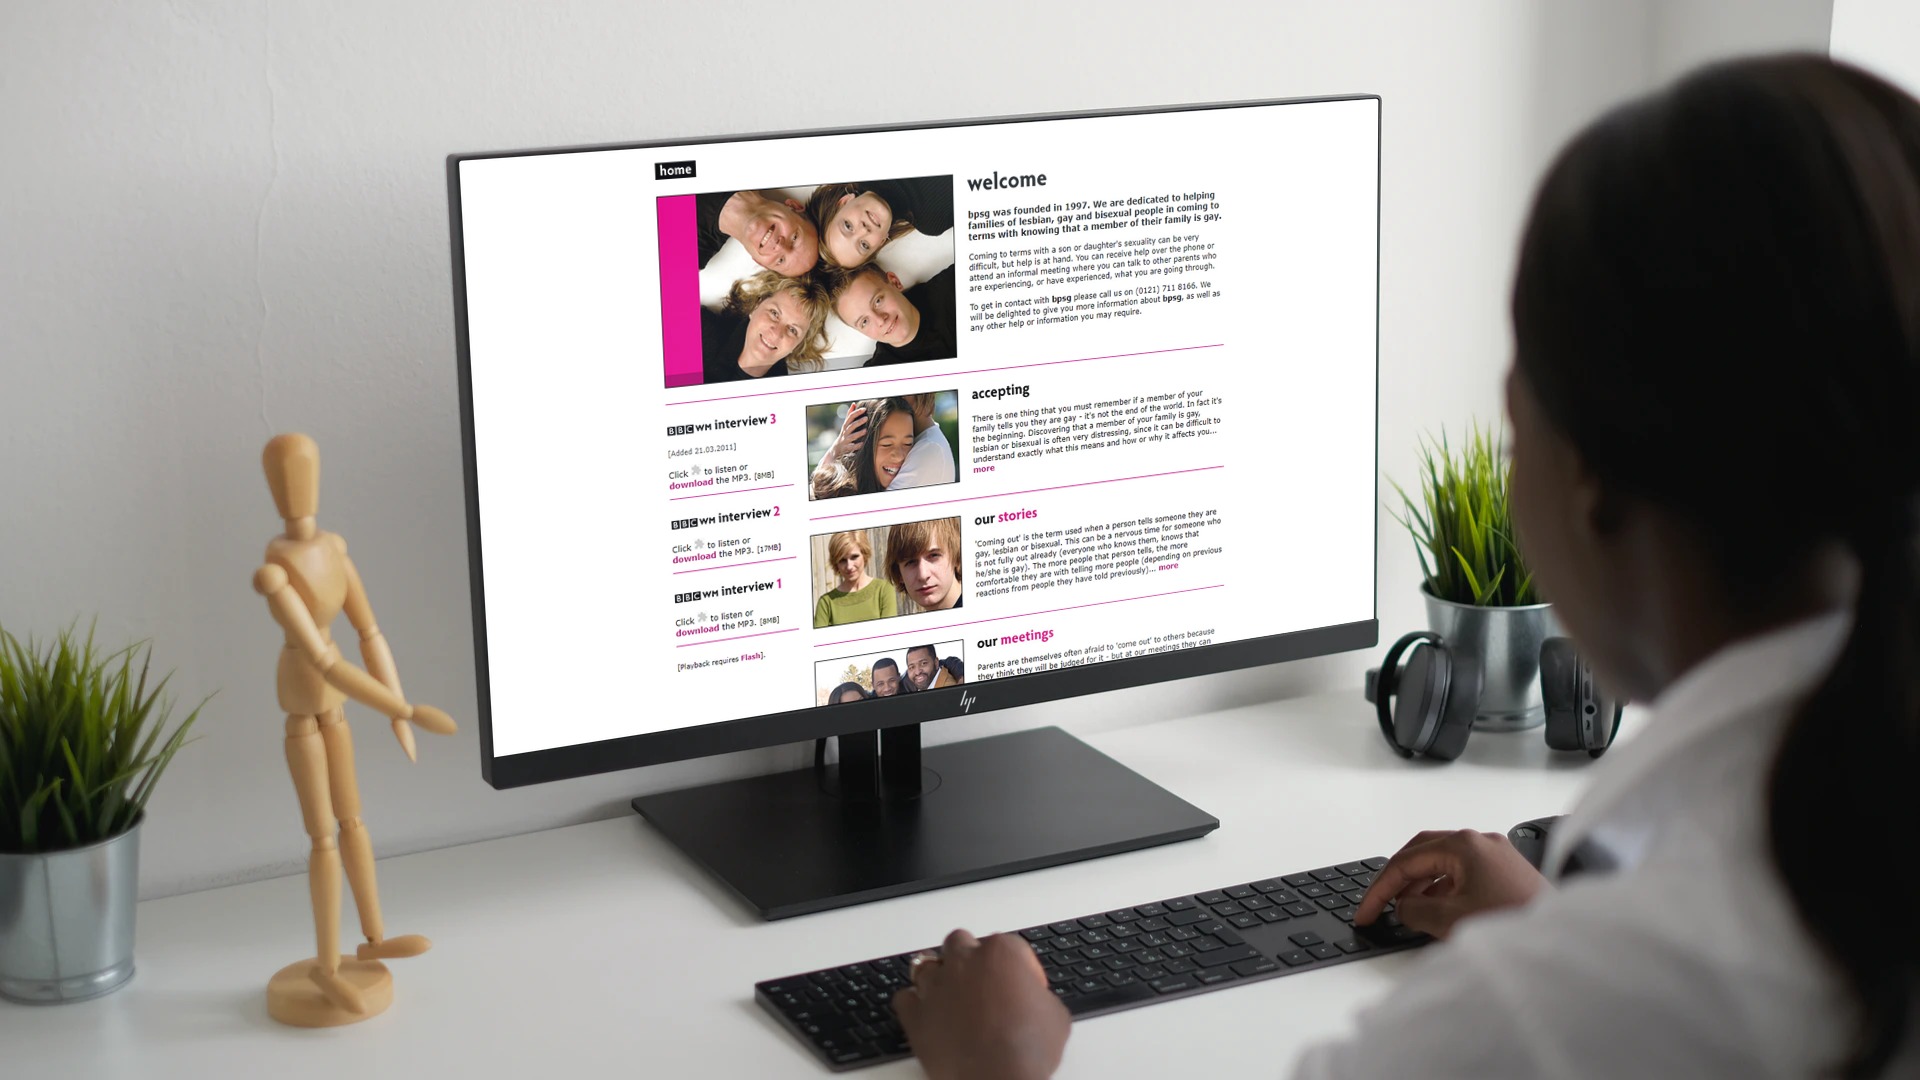 home
welcome
bpsg was founded in 1997. We are dedicated to helping
families of lesbian, gay and bisexual people in coming to
terms with knowing that a member of their family is gay.
Coming to terms with a son or daughter's sexuality can be very
difficult, but help is at hand. You can receive help over the phone or
attend an informal meeting where you can talk to other parents who
are experiencing, or have experienced, what you are going through.
To get in contact with bpsg please call us on (0121) 711 8166. We
will be delighted to give you more information about bpsg, as well as
any other help or information you may require.
BBC WM interview 3
[Added 21.03.2011]
Click to listen or
download the MP3. [8MB]
BBC WM interview 2
Click to listen or
download the MP3. [17MB]
BBC WM interview 1
Click to listen or
download the MP3. [8MB]
[Playback requires Flash].
accepting
There is one thing that you must remember if a member of your
family tells you they are gay - it's not the end of the world. In fact it's
the beginning. Discovering that a member of your family is gay,
lesbian or bisexual is often very distressing, since it can be difficult to
understand exactly what this means and how or why it affects you...
more
our stories
'Coming out' is the term used when a person tells someone they are
gay, lesbian or bisexual. This can be a nervous time for someone who
is not fully out already (everyone who knows them, knows that
he/she is gay). The more people that person tells, the more
comfortable they are with telling more people (depending on previous
reactions from people they have told previously)... more
our meetings
Parents are themselves often afraid to 'come out' to others because
they think they will be judged for it - but at our meetings they can
hp